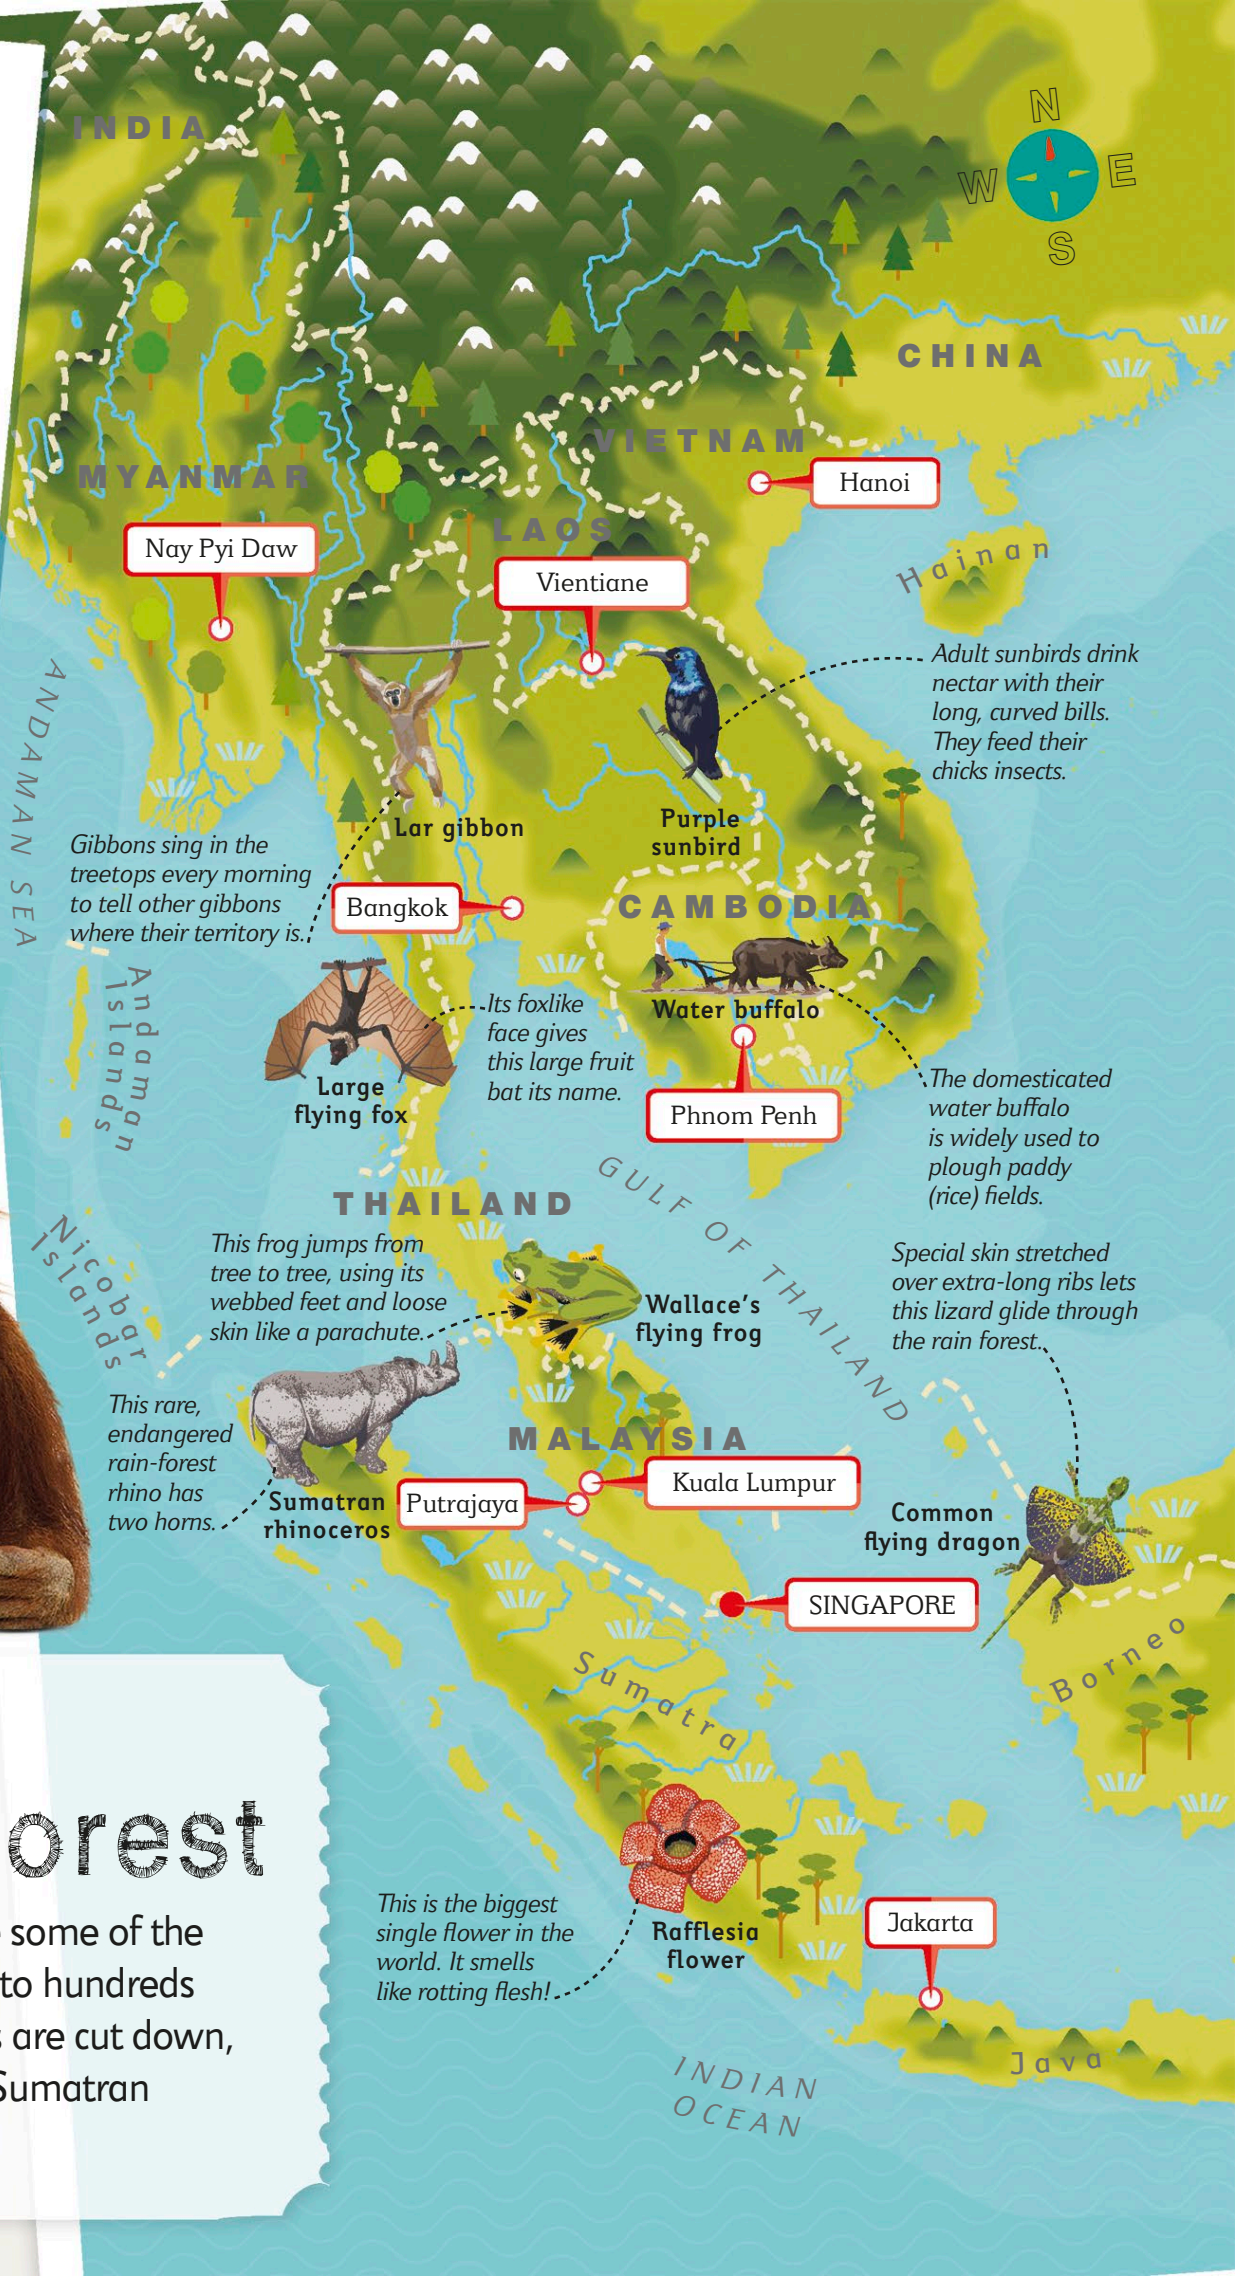 INDIA
N
W
E
S
CHINA
VIETNAM
Hanoi
MYANMAR
LAOS
Nay Pyi Daw
Vientiane
Hainan
ANDAMAN SEA
Adult sunbirds drink
nectar with their
long, curved bills.
They feed their
chicks insects.
Lar gibbon
Purple
sunbird
Gibbons sing in the
treetops every morning
to tell other gibbons
where their territory is.
Bangkok
CAMBODIA
Andaman
Islands
Water buffalo
Its foxlike
face gives
this large fruit
bat its name.
Large
flying fox
Phnom Penh
The domesticated
water buffalo
is widely used to
plough paddy
(rice) fields.
GULF OF THAILAND
THAILAND
Nicobar
Islands
This frog jumps from
tree to tree, using its
webbed feet and loose
skin like a parachute.
Wallace's
flying frog
Special skin stretched
over extra-long ribs lets
this lizard glide through
the rain forest.
This rare,
endangered
rain-forest
rhino has
two horns.
Sumatran
rhinoceros
MALAYSIA
Kuala Lumpur
Putrajaya
Common
flying dragon
SINGAPORE
Borneo
Sumatra
orest
some of the
to hundreds
are cut down,
Sumatran
This is the biggest
single flower in the
world. It smells
like rotting flesh!
Rafflesia
flower
Jakarta
Java
INDIAN
OCEAN